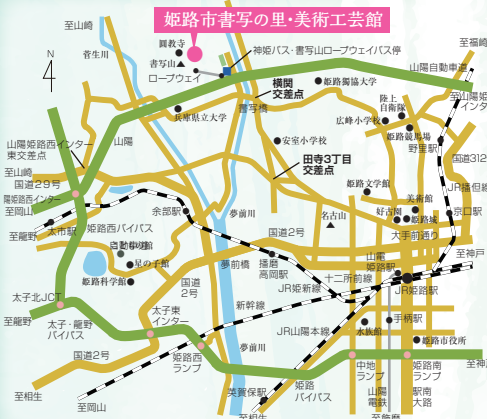 姫路市書写の里・美術工芸館
至山崎
N
菅生川
圓教寺
書写山
ロープウェイ
神姫バス・書写山ロープウェイバス停
至福崎
山陽自動車道
横関
交差点
姫路獨協大学
兵庫県立大学
書写橋
陸上
自衛隊
広峰小学校
姫路競馬場
野里駅
山陽姫路西インター
東交差点
山陽
安室小学校
国道312
至山崎
国道29号
田寺3丁目
交差点
至岡山
姫路文学館
JR播但線
美術館
好古園
姫路城
京口駅
至龍野
太市駅
姫路西バイパス
余部駅
夢前川
名古山
大手前通り
国道2号
星の子館
姫路科学館
夢前橋
播磨
高岡駅
山電
姫路駅
至神戸
十二所前線
JR姫路駅
国道
2号
JR姫新線
太子北JCT
至龍野
新幹線
手柄駅
太子・龍野
バイパス
太子東
インター
JR山陽本線
水族館
姫路市役所
国道2号
姫路西
ランプ
夢前川
中地
ランプ
姫路南
ランプ
至相生
英賀保駅
姫路
バイパス
山陽
電鉄
駅南
大路
至岡山